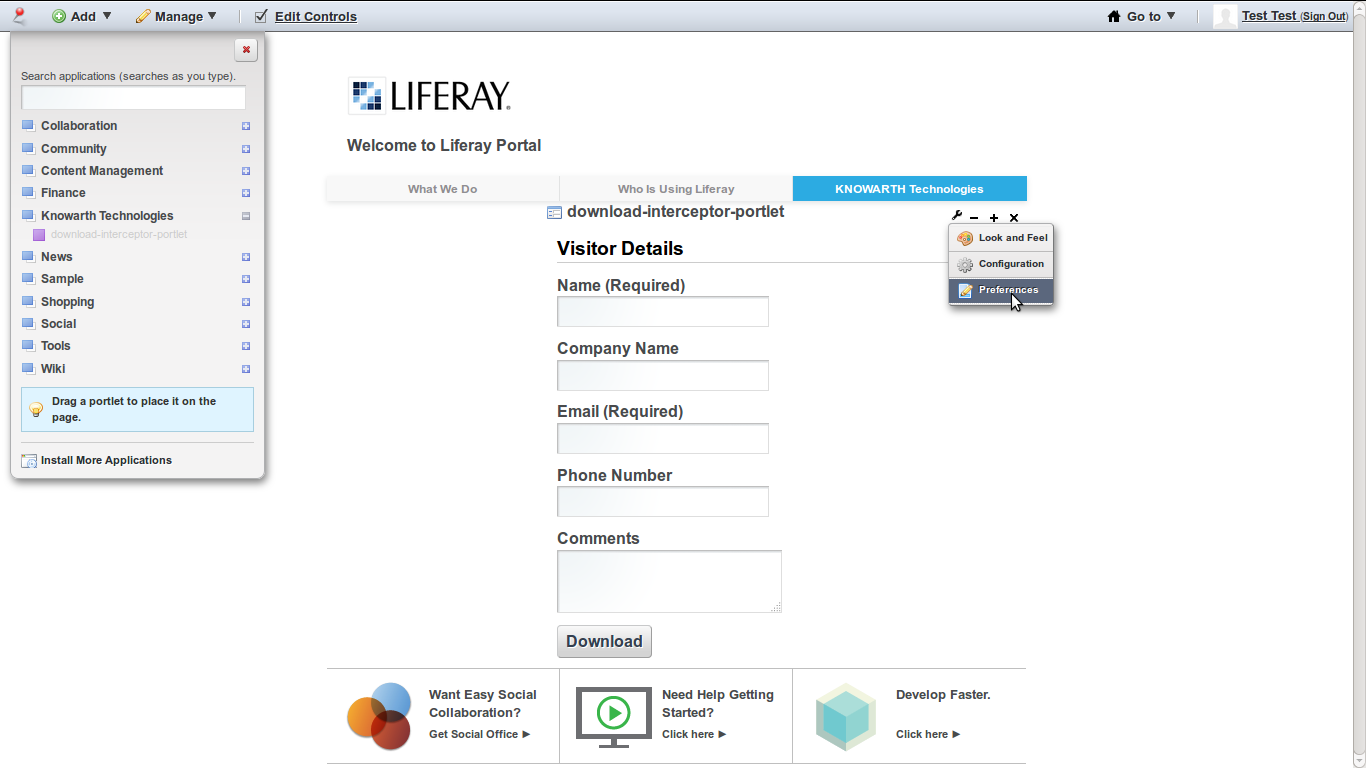 Add
Manage
Edit Controls
Go to
Test Test (Sign Out)
Search applications (searches as you type).
Collaboration
Community
Content Management
Finance
Knowarth Technologies
download-interceptor-portlet
News
Sample
Shopping
Social
Tools
Wiki
Drag a portlet to place it on the
page.
Install More Applications
LIFERAY.
Welcome to Liferay Portal
What We Do
Who Is Using Liferay
KNOWARTH Technologies
download-interceptor-portlet
Look and Feel
Configuration
Preferences
Visitor Details
Name (Required)
Company Name
Email (Required)
Phone Number
Comments
Download
Want Easy Social
Collaboration?
Get Social Office ►
Need Help Getting
Started?
Click here ►
Develop Faster.
Click here ►